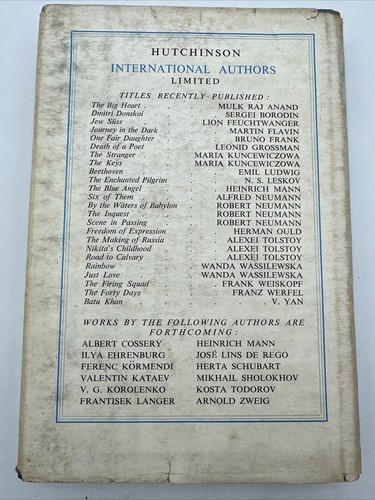 HUTCHINSON
INTERNATIONAL AUTHORS
LIMITED
TITLES RECENTLY PUBLISHED :
The Big Heart . . MULK RAJ ANAND
Dmitri Donskoi . . SERGEI BORODIN
Jew Süss . . LION FEUCHTWANGER
Journey in the Dark . . MARTIN FLAVIN
One Fair Daughter . . BRUNO FRANK
Death of a Poet . . LEONID GROSSMAN
The Stranger . . MARIA KUNCEWICZOWA
The Keys . . MARIA KUNCEWICZOWA
Beethoven . . EMIL LUDWIG
The Enchanted Pilgrim . . N. S. LESKOV
The Blue Angel . . HEINRICH MANN
Six of Them . . ALFRED NEUMANN
By the Waters of Babylon . . ROBERT NEUMANN
The Inquest . . ROBERT NEUMANN
Scene in Passing . . ROBERT NEUMANN
Freedom of Expression . . HERMAN OULD
The Making of Russia . . ALEXEI TOLSTOY
Nikita's Childhood . . ALEXEI TOLSTOY
Road to Calvary . . ALEXEI TOLSTOY
Rainbow . . WANDA WASSILEWSKA
Just Love . . WANDA WASSILEWSKA
The Firing Squad . . FRANK WEISKOPF
The Forty Days . . FRANZ WERFEL
Batu Khan . . V. YAN
WORKS BY THE FOLLOWING AUTHORS ARE
FORTHCOMING :
ALBERT COSSERY HEINRICH MANN
ILYA EHRENBURG JOSÉ LINS DE REGO
FERENC KÖRMENDI HERTA SCHUBART
VALENTIN KATAEV MIKHAIL SHOLOKHOV
V. G. KOROLENKO KOSTA TODOROV
FRANTISEK LANGER ARNOLD ZWEIG